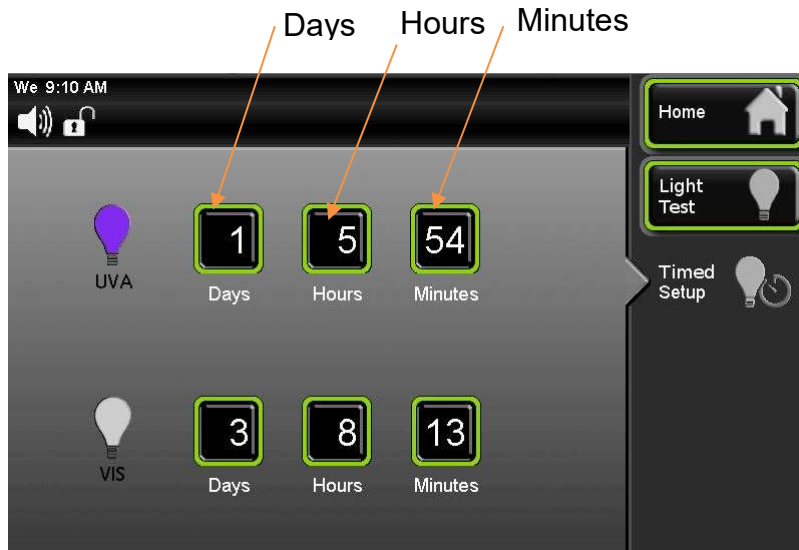 Days Hours Minutes
We 9:10 AM
Home
Light
Test
Timed
Setup
1 5 54
UVA Days Hours Minutes
3 8 13
VIS Days Hours Minutes